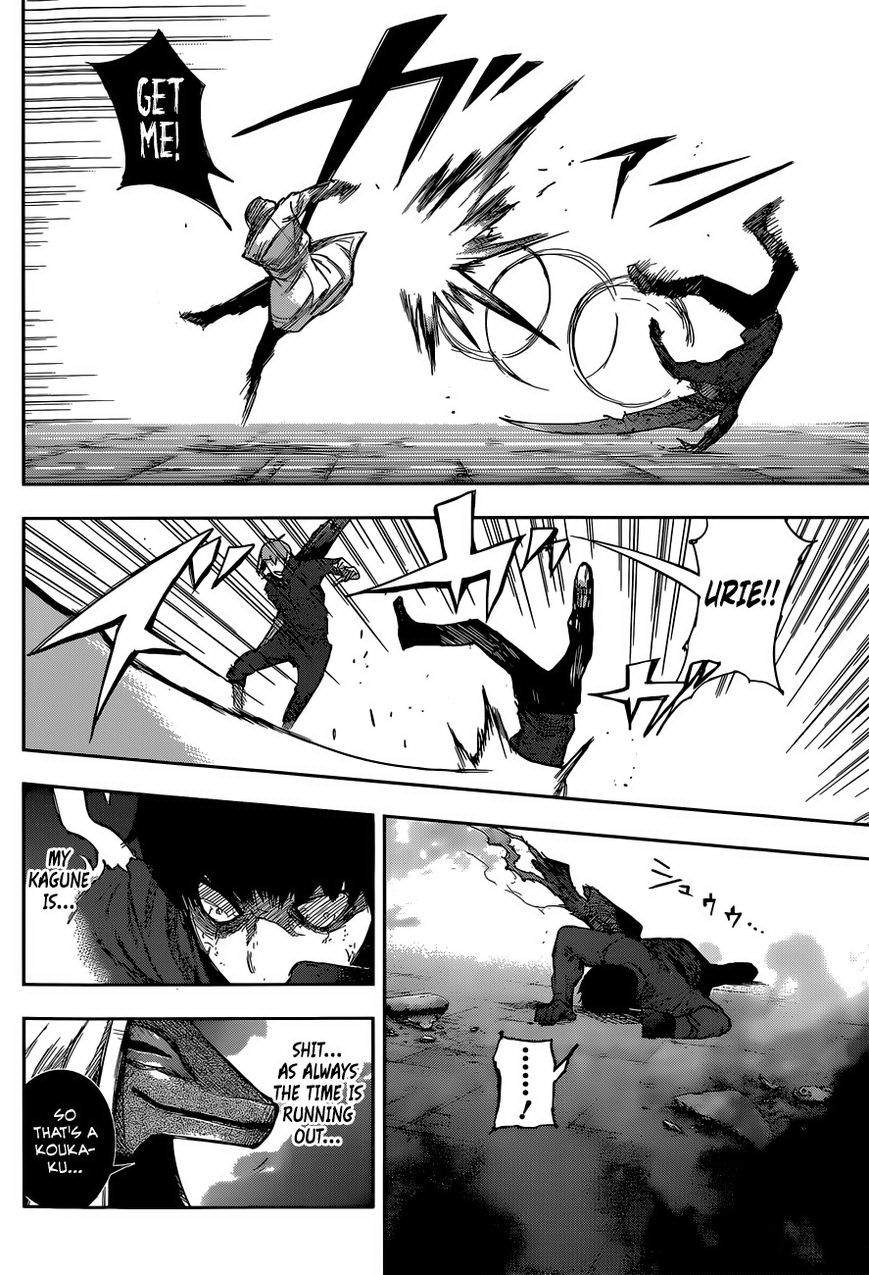 GET
ME!
URIE!!
シュウゥ…
......!
MY
KAGUNE
IS...
SHIT...
AS ALWAYS
THE TIME IS
RUNNING
OUT...
SO
THAT'S A
KOUKA-
KU...